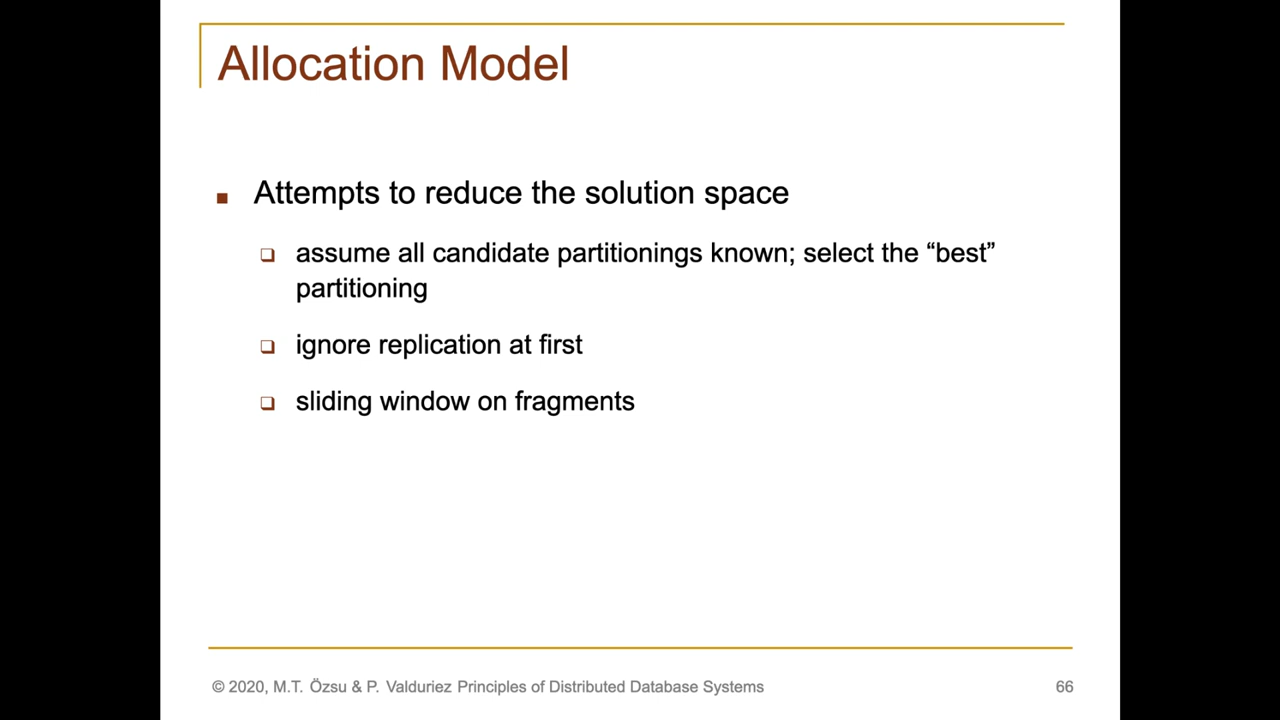 Allocation Model
■ Attempts to reduce the solution space
❑ assume all candidate partitionings known; select the “best”
partitioning
❑ ignore replication at first
❑ sliding window on fragments
© 2020, M.T. Özsu & P. Valduriez Principles of Distributed Database Systems
66